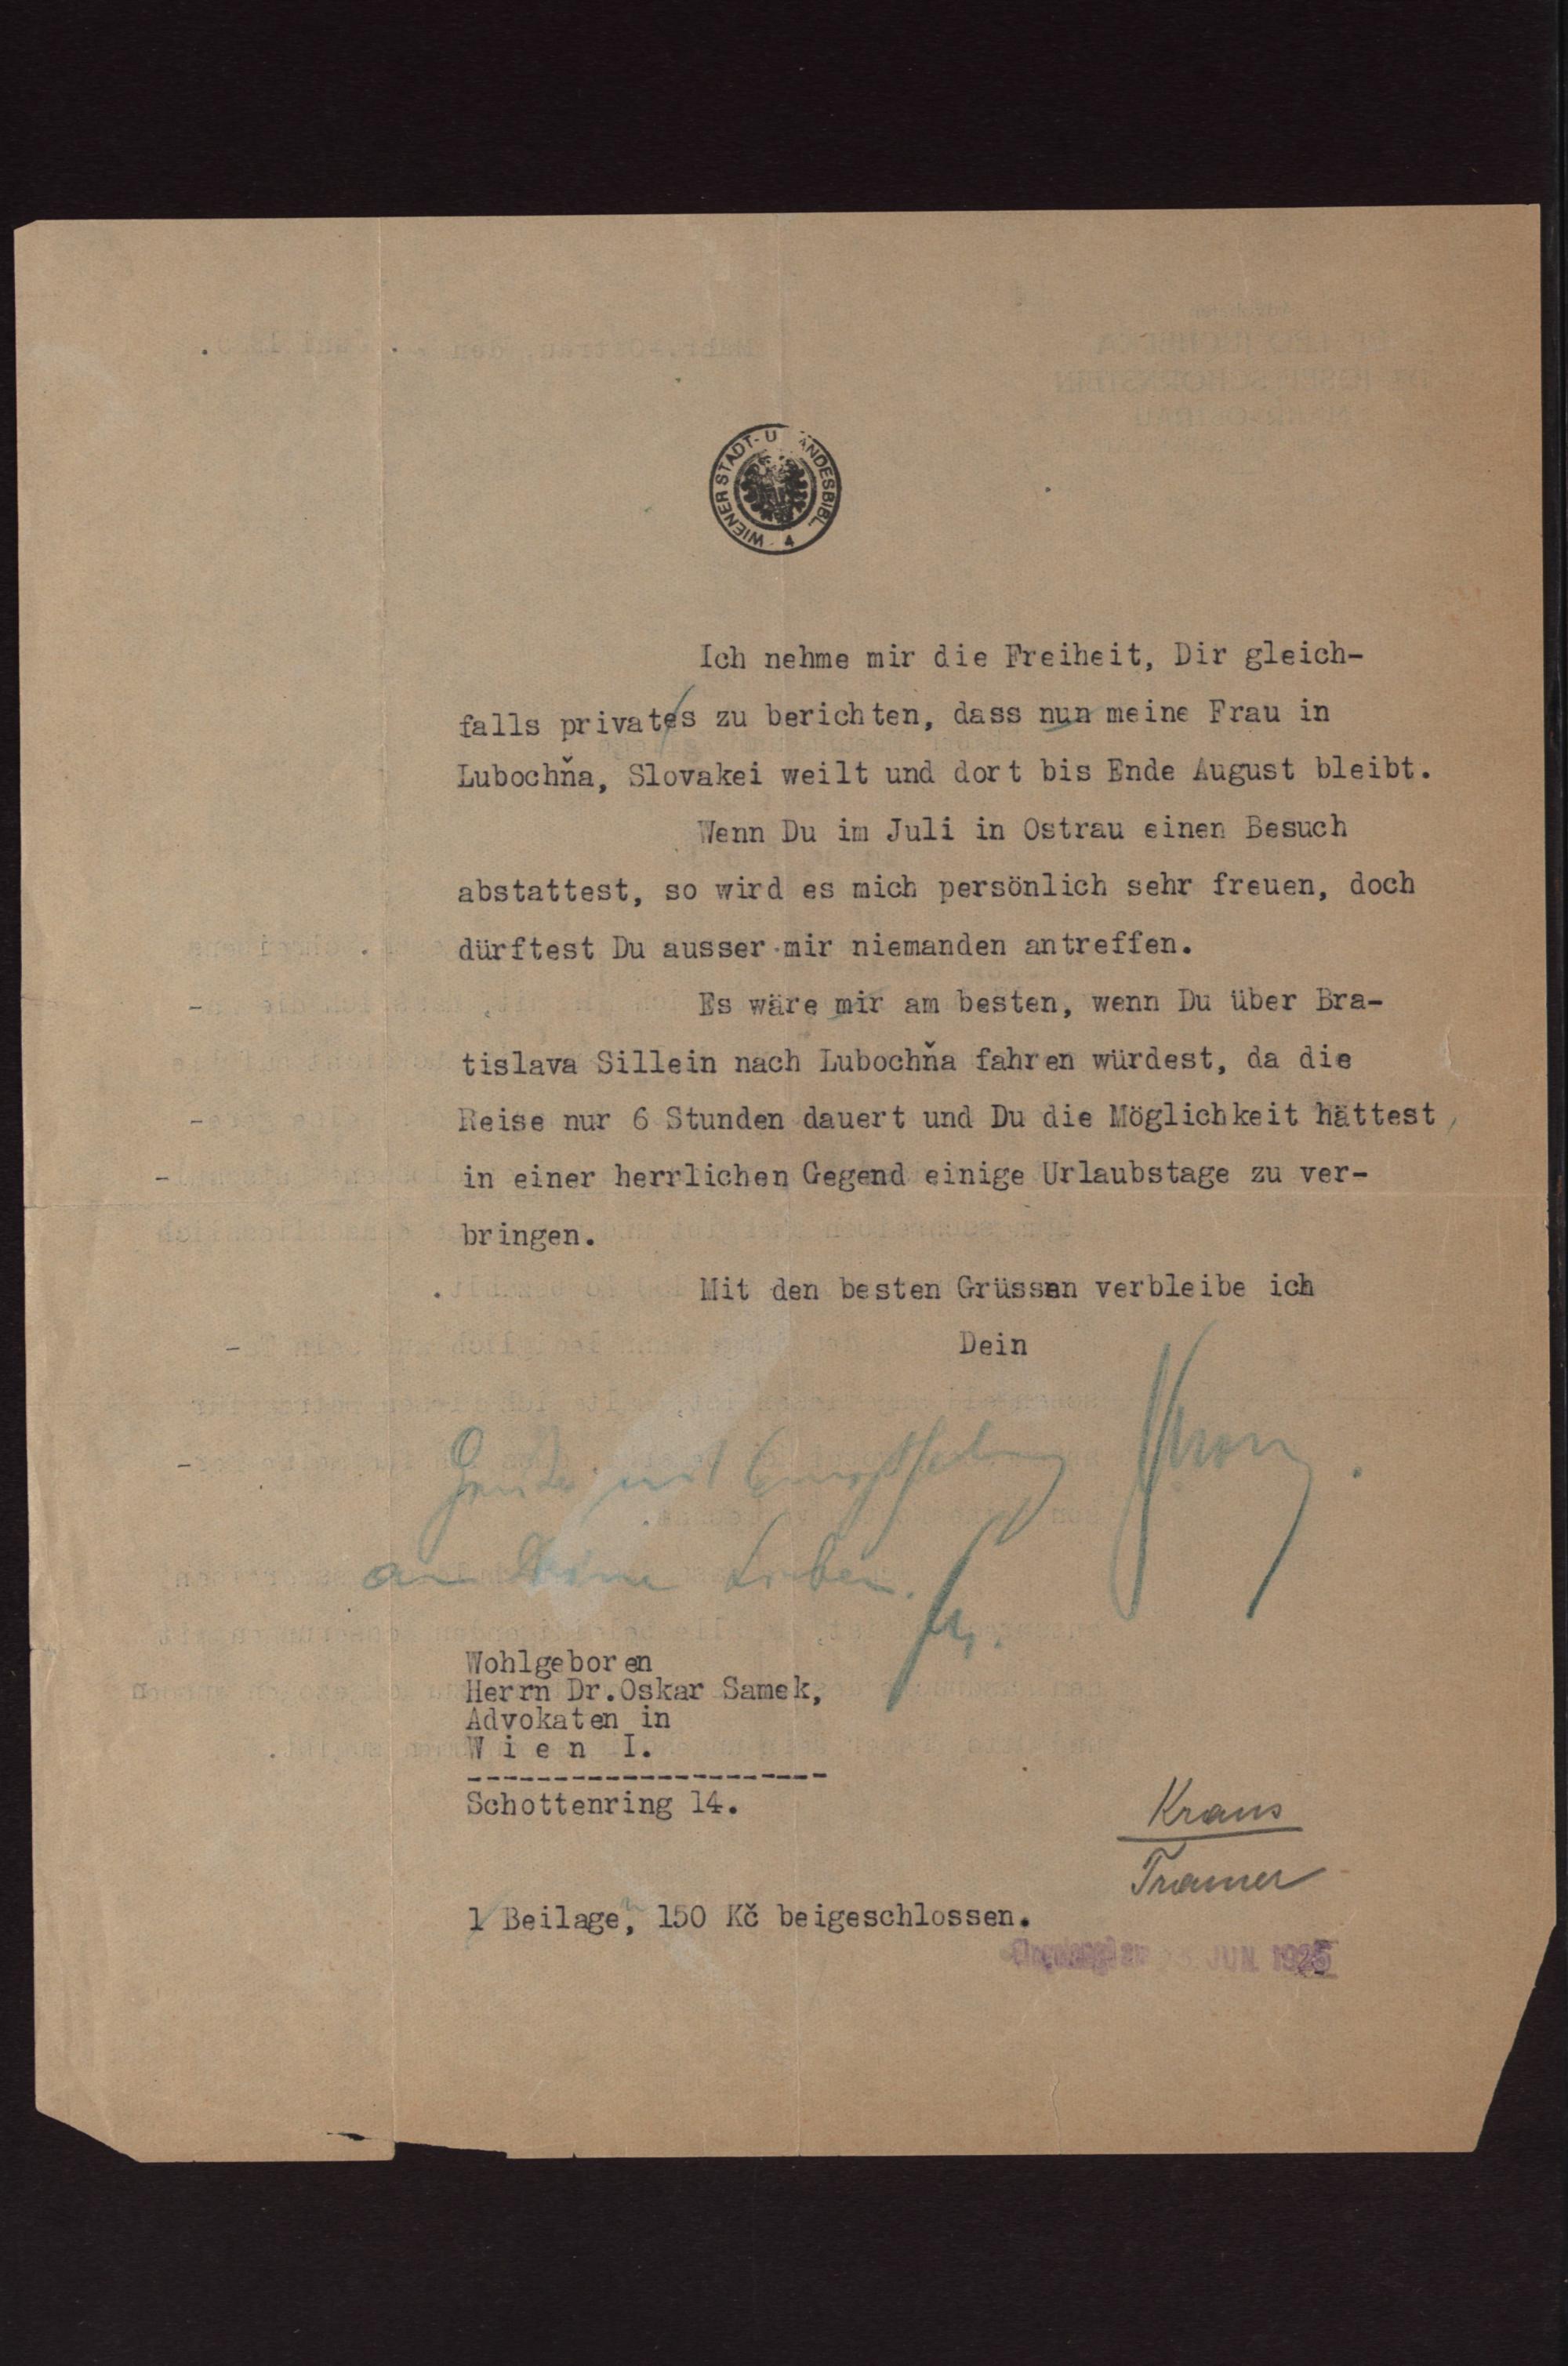 WIENER STADT- U ANDESBIBL.
Ich nehme mir die Freiheit, Dir gleich-
falls privates zu berichten, dass nun meine Frau in
Lubochňa, Slovakei weilt und dort bis Ende August bleibt.
Wenn Du im Juli in Ostrau einen Besuch
abstattest, so wird es mich persönlich sehr freuen, doch
dürftest Du ausser mir niemanden antreffen.
Es wäre mir am besten, wenn Du über Bra-
tislava Sillein nach Lubochňa fahren würdest, da die
Reise nur 6 Stunden dauert und Du die Möglichkeit hättest,
in einer herrlichen Gegend einige Urlaubstage zu ver-
bringen.
Mit den besten Grüssen verbleibe ich
Dein
an Deine Lieben.
Wohlgeboren
Herrn Dr.Oskar Samek,
Advokaten in
W i e n I.
Schottenring 14.
Kraus
Tramer
1 Beilage, 150 Kč beigeschlossen.
JUN. 1925